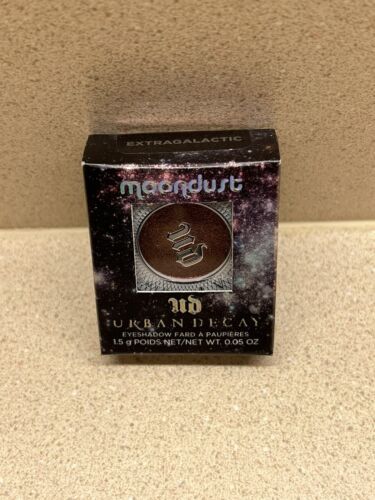 EXTRAGALACTIC
moondust
UD
UD
URBAN DECAY
EYESHADOW FARD À PAUPIÈRES
1.5 g POIDS NET/NET WT. 0.05 OZ